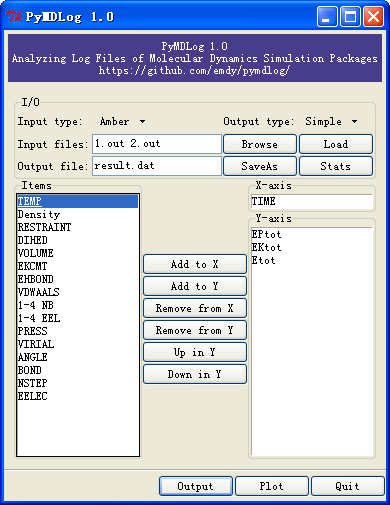 PyMDLog 1.0
PyMDLog 1.0
Analyzing Log Files of Molecular Dynamics Simulation Packages
https://github.com/emdy/pymdlog/
I/O
Input type: Amber Output type: Simple
Input files: 1.out 2.out Browse Load
Output file: result.dat SaveAs Stats
Items
TEMP
Density
RESTRAINT
DIHED
VOLUME
EKCMT
EHBOND
VDWAALS
1-4 NB
1-4 EEL
PRESS
VIRIAL
ANGLE
BOND
NSTEP
EELEC
Add to X
Add to Y
Remove from X
Remove from Y
Up in Y
Down in Y
X-axis
TIME
Y-axis
EPtot
EKtot
Etot
Output Plot Quit